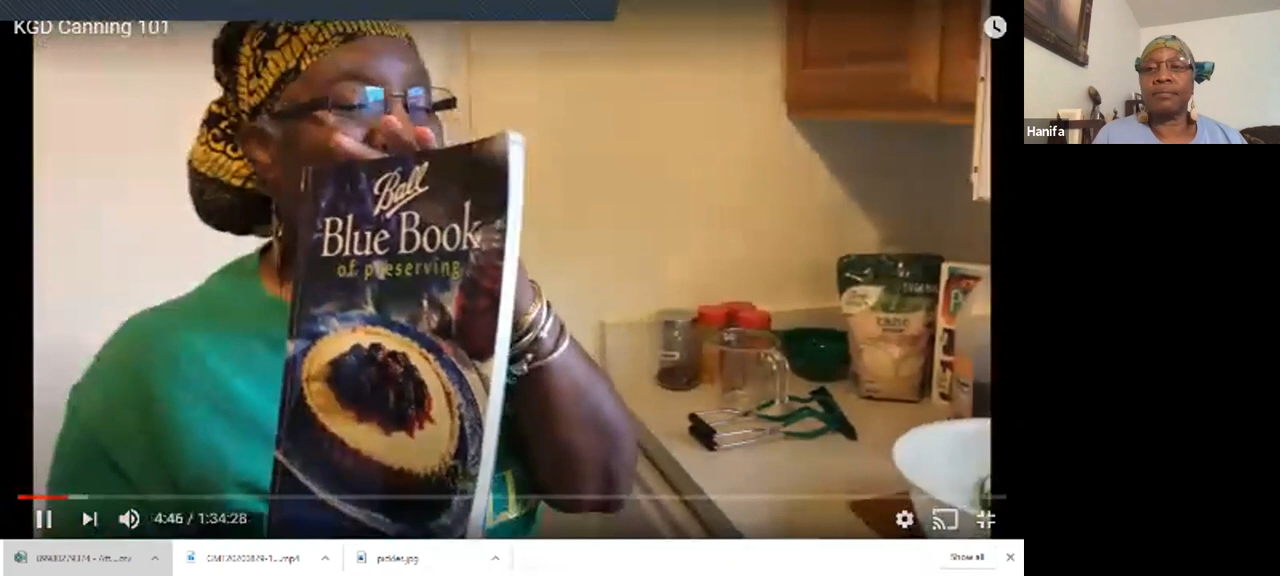 KGD Canning 101
Hanifa
Ball
Blue Book
of preserving
4:46 / 1:34:28
pickles.jpg
Show all